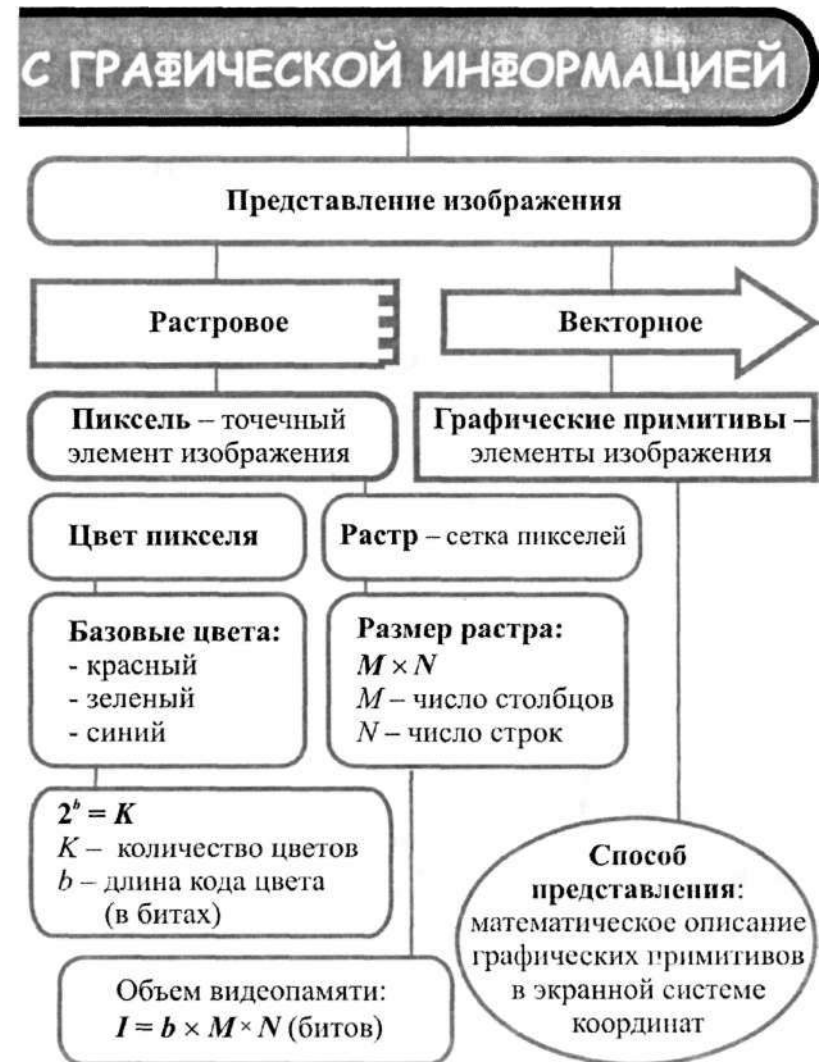 С ГРАФИЧЕСКОЙ ИНФОРМАЦИЕЙ
Представление изображения
Растровое
Векторное
Пиксель – точечный
элемент изображения
Графические примитивы –
элементы изображения
Цвет пикселя
Растр – сетка пикселей
Базовые цвета:
- красный
- зеленый
- синий
Размер растра:
M × N
M – число столбцов
N – число строк
2ᵇ = K
K – количество цветов
b – длина кода цвета
(в битах)
Способ
представления:
математическое описание
графических примитивов
в экранной системе
координат
Объем видеопамяти:
I = b × M × N (битов)